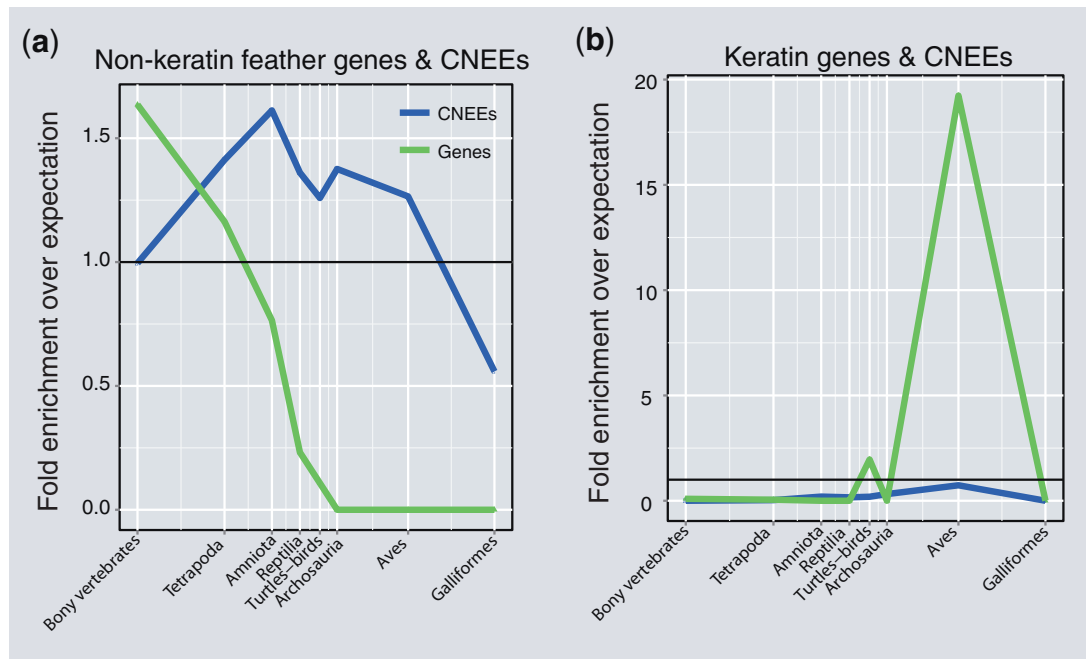 (a)
Non-keratin feather genes & CNEEs
Fold enrichment over expectation
1.5
1.0
0.5
0.0
CNEEs
Genes
Bony vertebrates
Tetrapoda
Amniota
Reptilia
Turtles–birds
Archosauria
Aves
Galliformes
(b)
Keratin genes & CNEEs
Fold enrichment over expectation
20
15
10
5
0
Bony vertebrates
Tetrapoda
Amniota
Reptilia
Turtles–birds
Archosauria
Aves
Galliformes